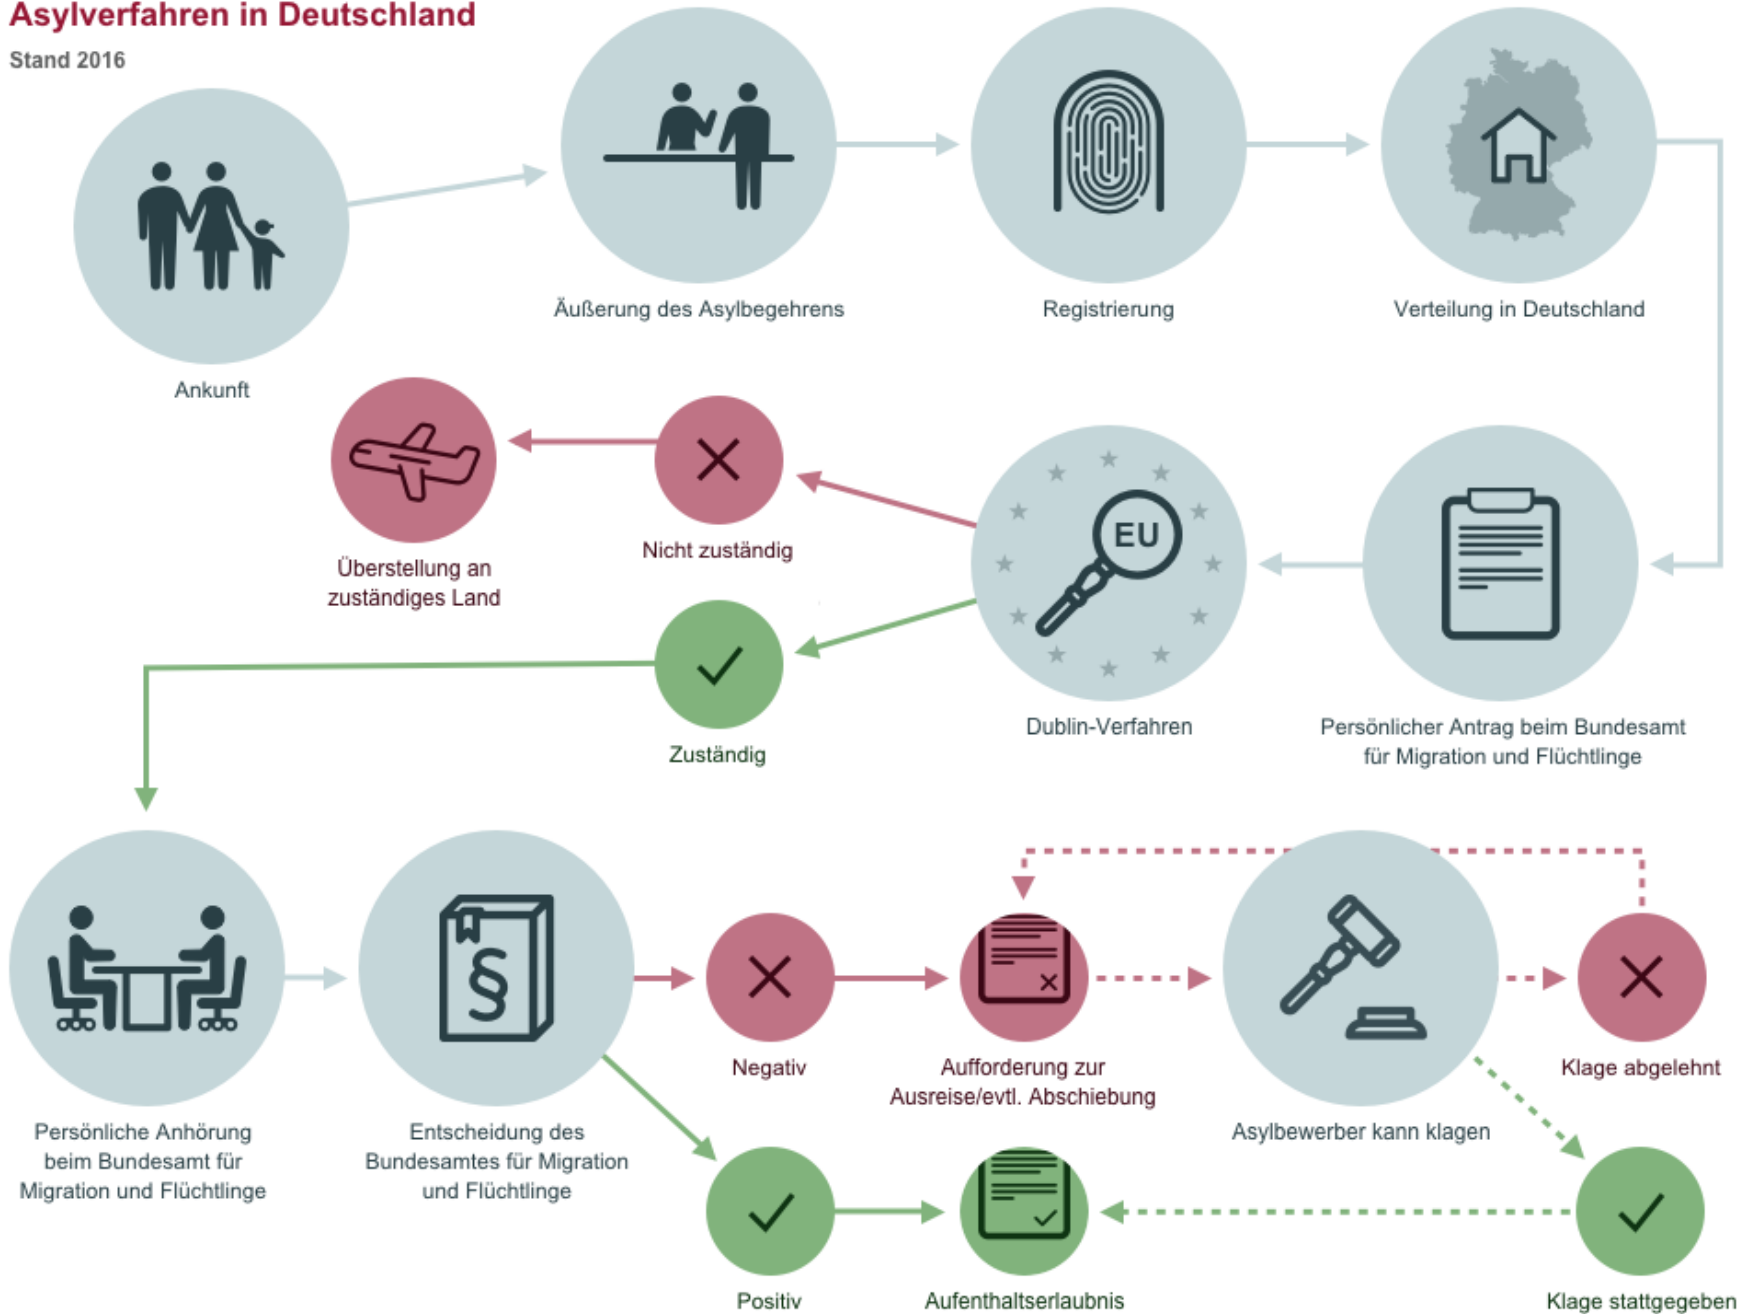 Asylverfahren in Deutschland
Stand 2016
Äußerung des Asylbegehrens
Registrierung
Verteilung in Deutschland
Ankunft
EU
Nicht zuständig
Überstellung an
zuständiges Land
Zuständig
Dublin-Verfahren
Persönlicher Antrag beim Bundesamt
für Migration und Flüchtlinge
§
Negativ
Aufforderung zur
Ausreise/evtl. Abschiebung
Klage abgelehnt
Persönliche Anhörung
beim Bundesamt für
Migration und Flüchtlinge
Entscheidung des
Bundesamtes für Migration
und Flüchtlinge
Asylbewerber kann klagen
Positiv
Aufenthaltserlaubnis
Klage stattgegeben